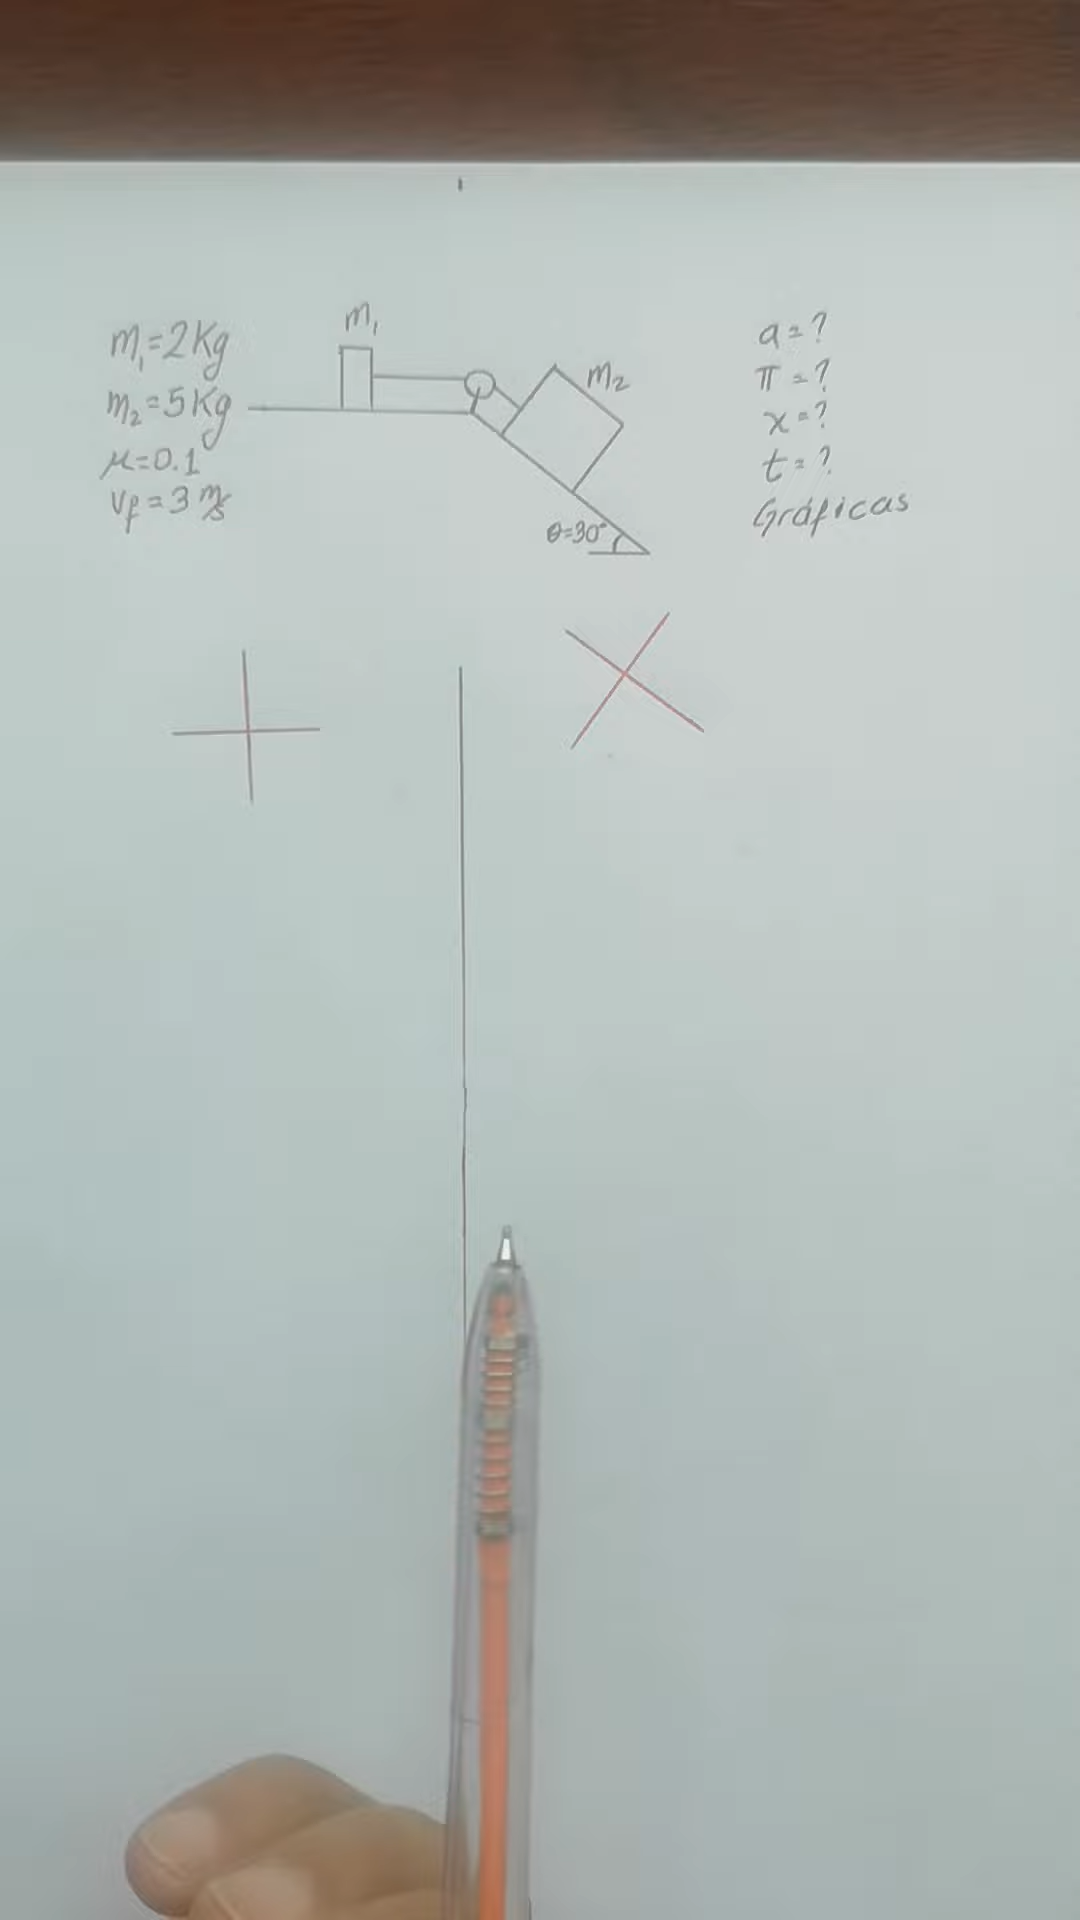 m₁=2Kg
m₂=5Kg
μ=0.1
Vf=3 m/s
m₁
m₂
θ=30°
a=?
T=?
x=?
t=?
Gráficas